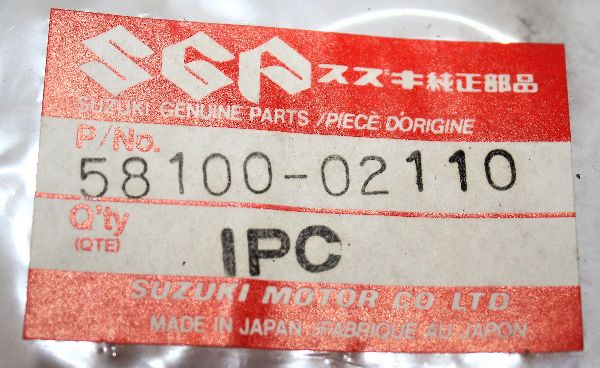 SGP スズキ純正部品
SUZUKI GENUINE PARTS /PIECE D'ORIGINE
P/No.
58100-02110
Q'ty
(QTE)
1PC
SUZUKI MOTOR CO LTD
MADE IN JAPAN /FABRIQUE AU JAPON